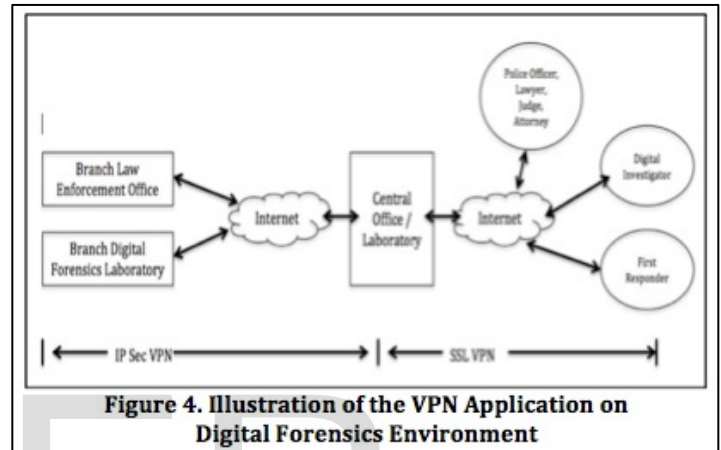 Police Officer,
Lawyer,
Judge,
Attorney
Branch Law
Enforcement Office
Digital
Investigator
Internet
Central
Office /
Laboratory
Internet
Branch Digital
Forensics Laboratory
First
Responder
IP Sec VPN
SSL VPN
Figure 4. Illustration of the VPN Application on
Digital Forensics Environment